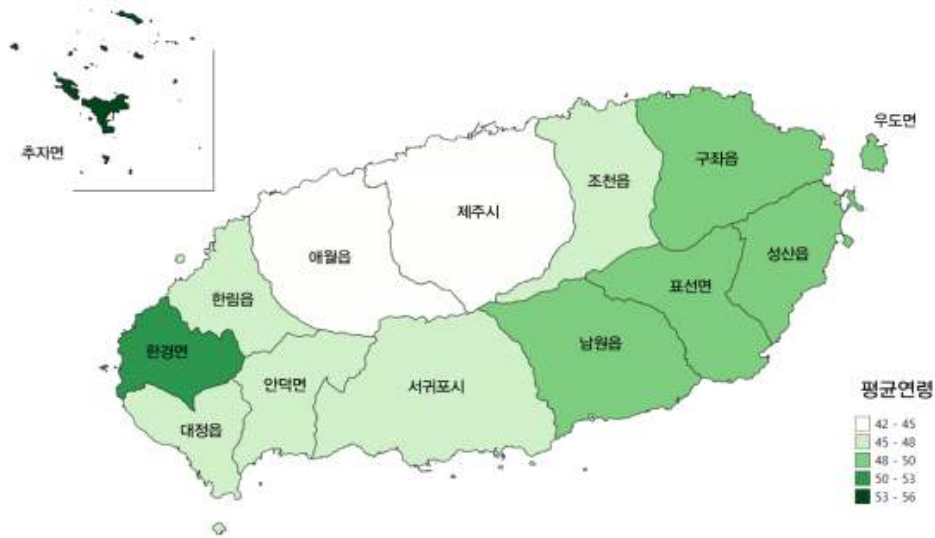 추자면
우도면
구좌읍
조천읍
제주시
성산읍
애월읍
표선면
한림읍
남원읍
한경면
안덕면
서귀포시
대정읍
평균연령
42 - 45
45 - 48
48 - 50
50 - 53
53 - 56